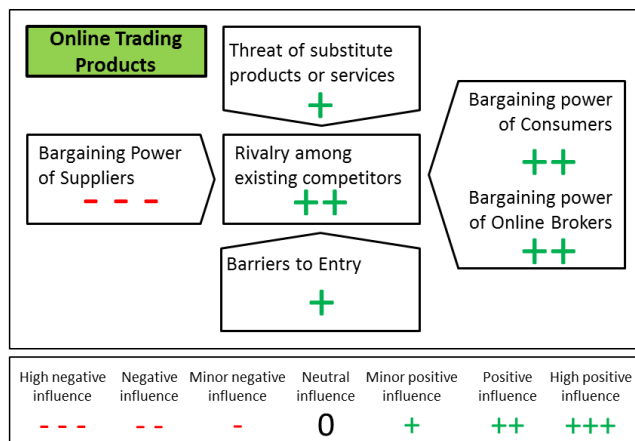 Online Trading
Products
Threat of substitute
products or services
+
Bargaining Power
of Suppliers
- - -
Rivalry among
existing competitors
++
Bargaining power
of Consumers
++
Bargaining power
of Online Brokers
++
Barriers to Entry
+
High negative
influence
- - -
Negative
influence
- -
Minor negative
influence
-
Neutral
influence
0
Minor positive
influence
+
Positive
influence
++
High positive
influence
+++